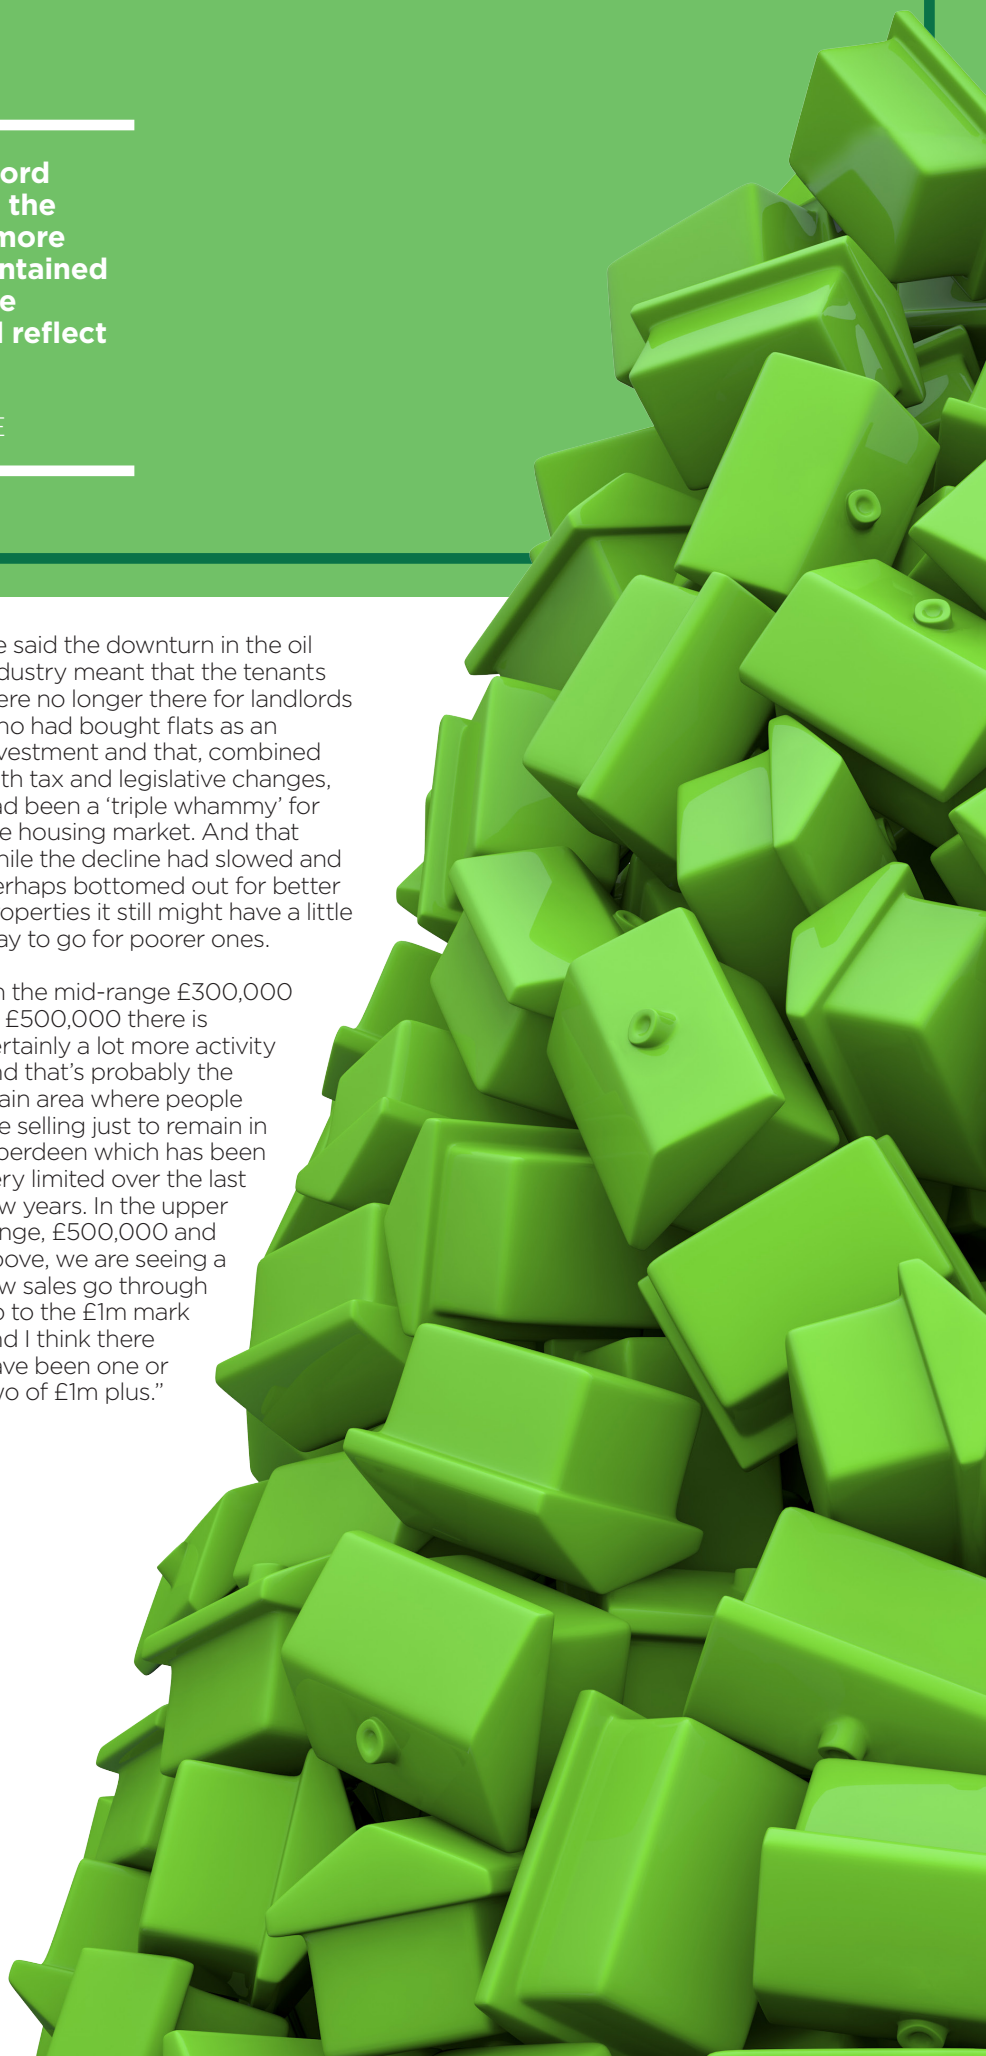 ord
the
more
ntained
e
l reflect
E
e said the downturn in the oil
dustry meant that the tenants
ere no longer there for landlords
ho had bought flats as an
vestment and that, combined
th tax and legislative changes,
ad been a ‘triple whammy’ for
e housing market. And that
hile the decline had slowed and
erhaps bottomed out for better
operties it still might have a little
ay to go for poorer ones.
n the mid-range £300,000
£500,000 there is
ertainly a lot more activity
nd that’s probably the
ain area where people
e selling just to remain in
berdeen which has been
ery limited over the last
w years. In the upper
nge, £500,000 and
bove, we are seeing a
w sales go through
o to the £1m mark
nd I think there
ave been one or
wo of £1m plus.”